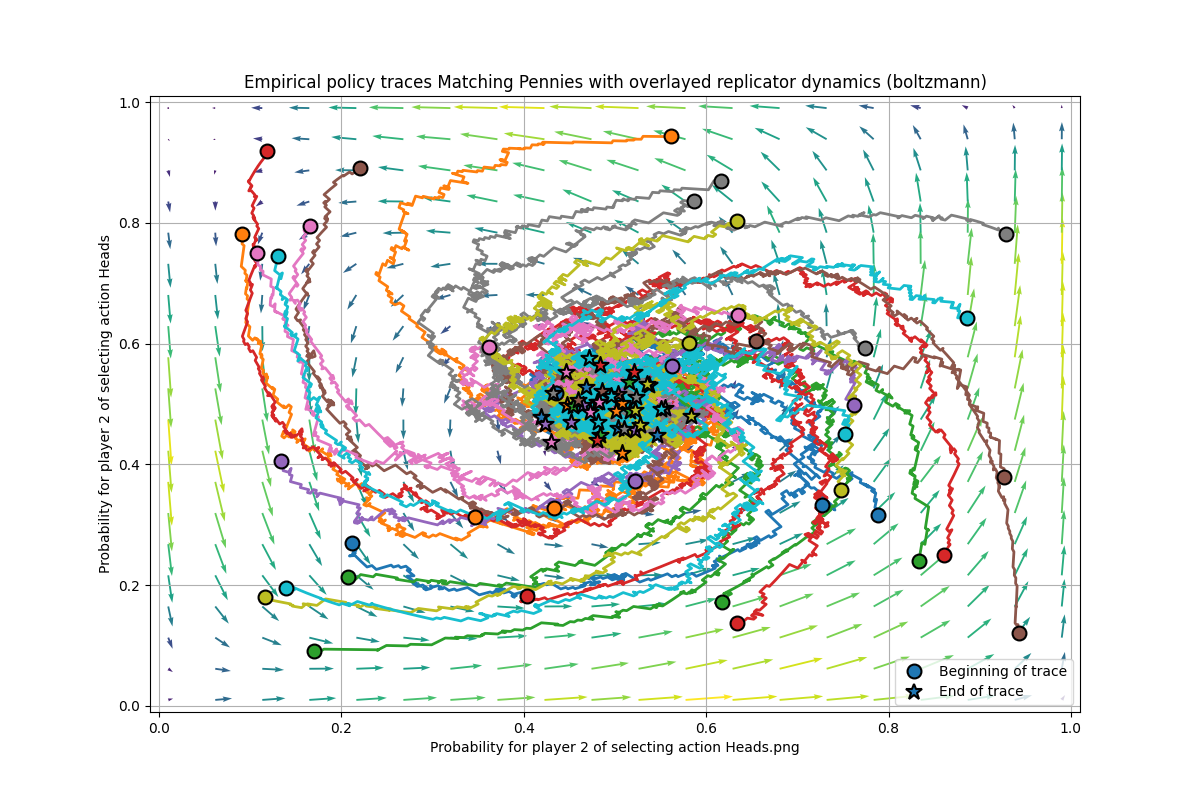 Empirical policy traces Matching Pennies with overlayed replicator dynamics (boltzmann)
Probability for player 2 of selecting action Heads
1.0
0.8
0.6
0.4
0.2
0.0
Beginning of trace
End of trace
0.0 0.2 0.4 0.6 0.8 1.0
Probability for player 2 of selecting action Heads.png